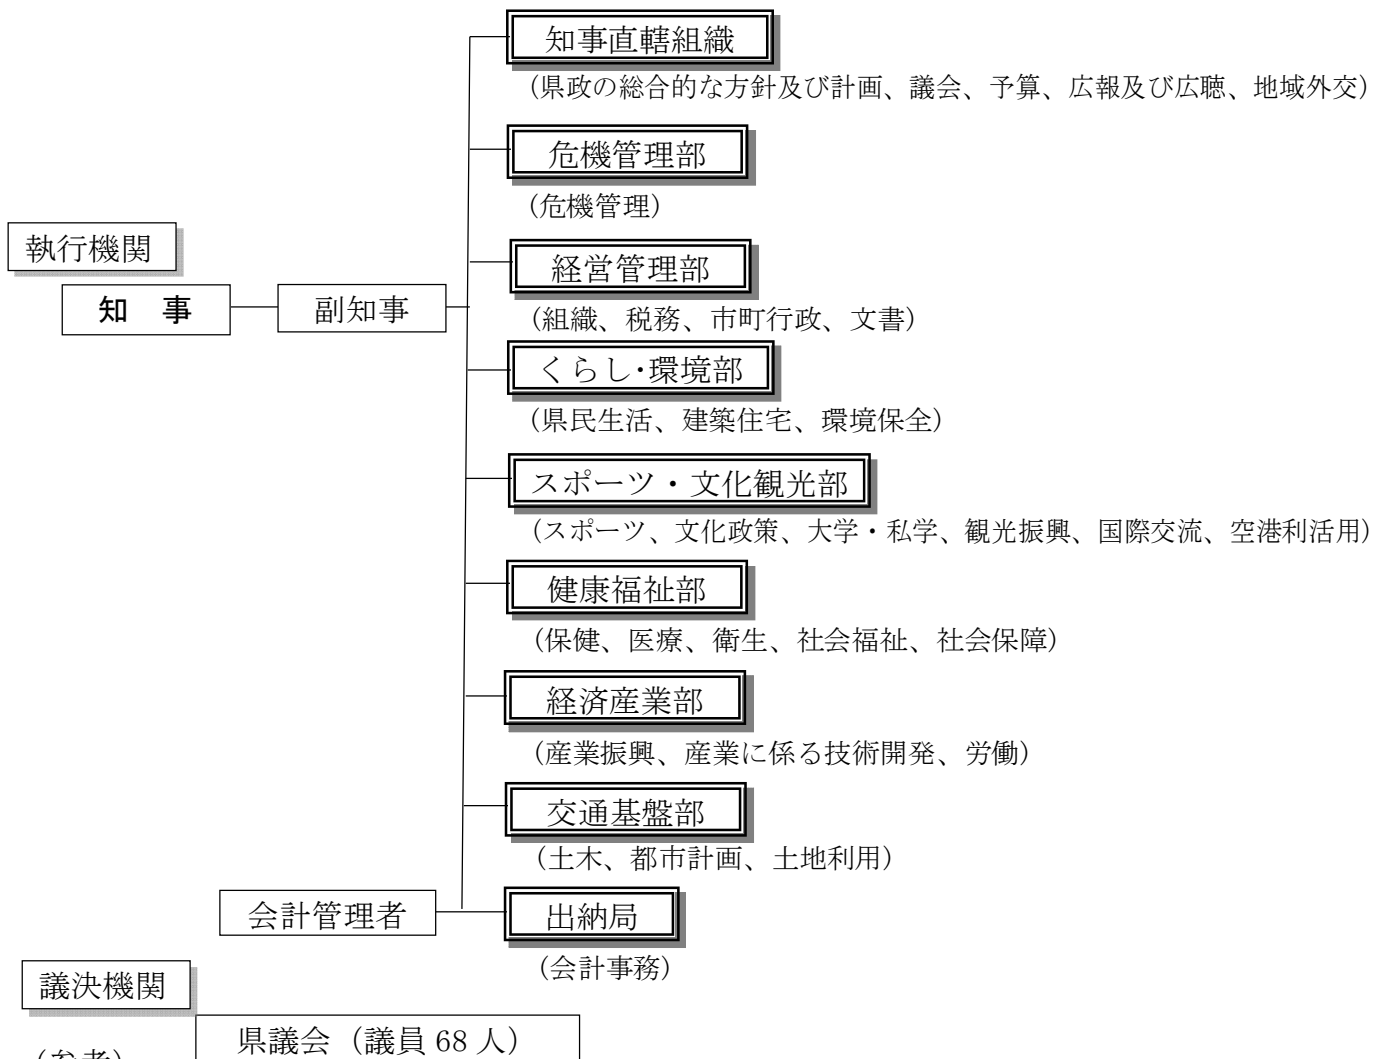 知事直轄組織
（県政の総合的な方針及び計画、議会、予算、広報及び広聴、地域外交）
危機管理部
（危機管理）
執行機関
経営管理部
知　事
副知事
（組織、税務、市町行政、文書）
くらし・環境部
（県民生活、建築住宅、環境保全）
スポーツ・文化観光部
（スポーツ、文化政策、大学・私学、観光振興、国際交流、空港利活用）
健康福祉部
（保健、医療、衛生、社会福祉、社会保障）
経済産業部
（産業振興、産業に係る技術開発、労働）
交通基盤部
（土木、都市計画、土地利用）
会計管理者
出納局
（会計事務）
議決機関
県議会（議員 68 人）
（参考）